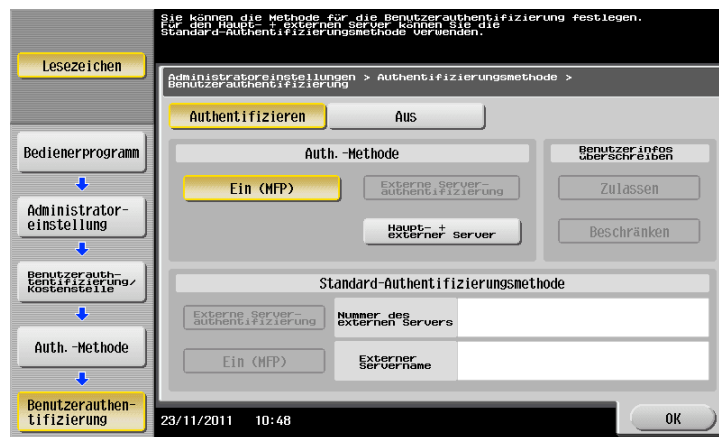 Sie können die Methode für die Benutzerauthentifizierung festlegen.
Für den Haupt- + externen Server können Sie die
Standard-Authentifizierungsmethode verwenden.
Lesezeichen
Administratoreinstellungen > Authentifizierungsmethode >
Benutzerauthentifizierung
Authentifizieren
Aus
Bedienerprogramm
Auth.-Methode
Benutzerinfos
überschreiben
Ein (MFP)
Externe Server-
authentifizierung
Zulassen
Administrator-
einstellung
Haupt- +
externer Server
Beschränken
Benutzerauth-
tentifizierung/
Kostenstelle
Standard-Authentifizierungsmethode
Externe Server-
authentifizierung
Nummer des
externen Servers
Auth.-Methode
Ein (MFP)
Externer
Servername
Benutzerauthen-
tifizierung
23/11/2011 10:48
OK